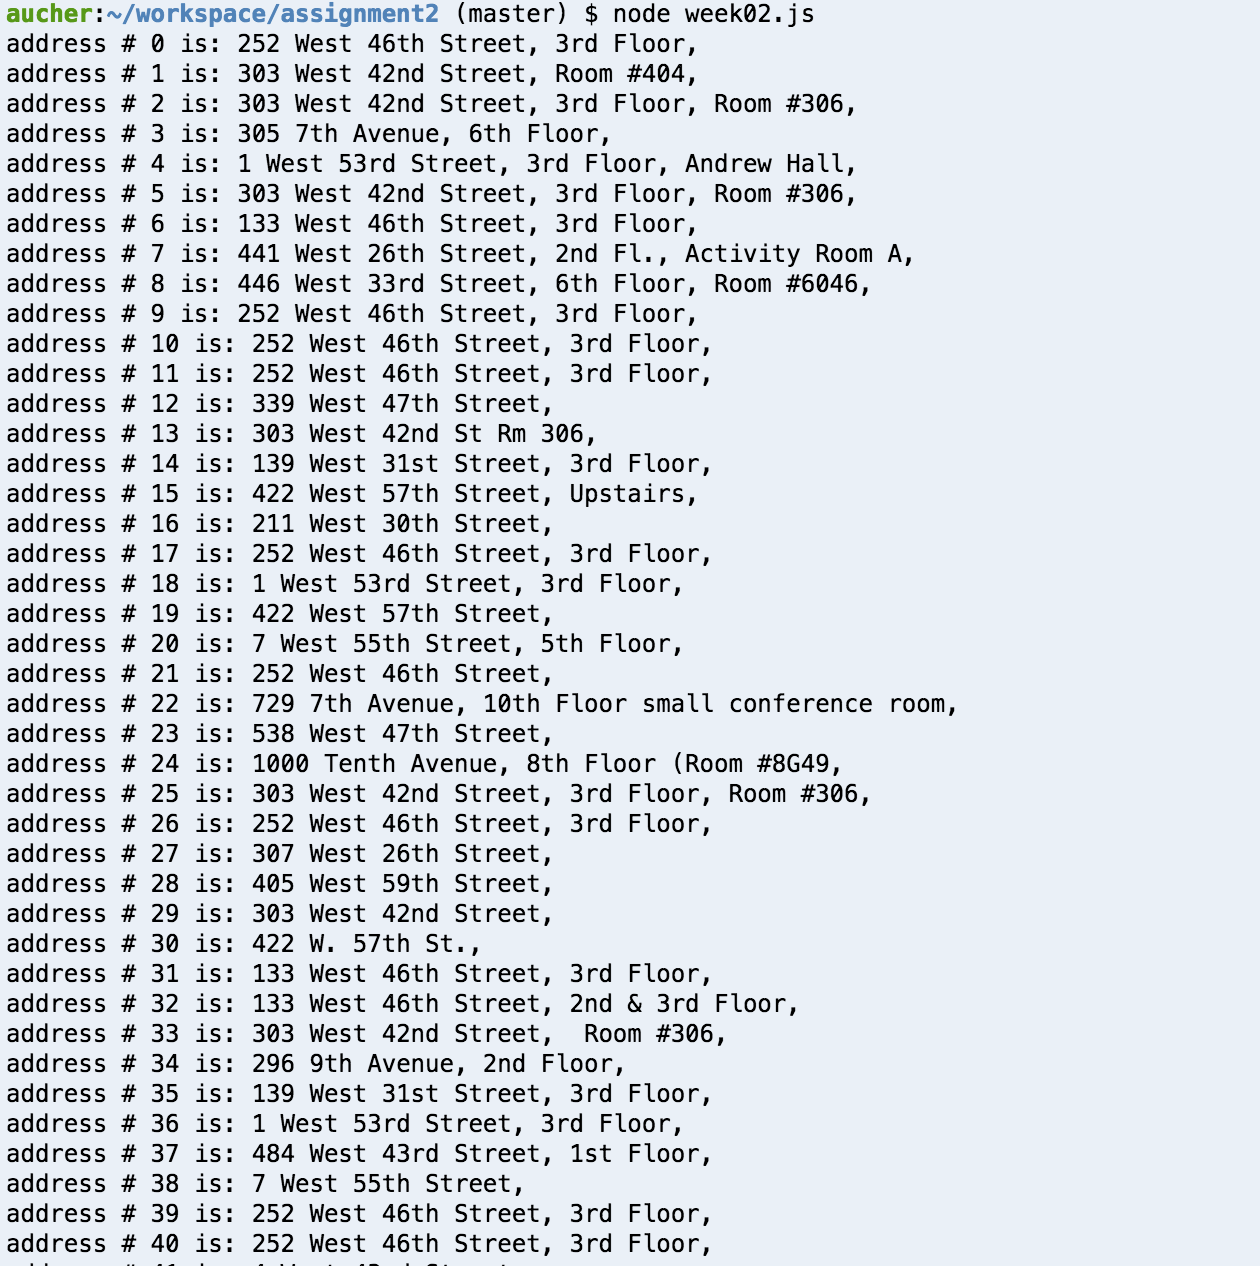 aucher:~/workspace/assignment2 (master) $ node week02.js
address # 0 is: 252 West 46th Street, 3rd Floor,
address # 1 is: 303 West 42nd Street, Room #404,
address # 2 is: 303 West 42nd Street, 3rd Floor, Room #306,
address # 3 is: 305 7th Avenue, 6th Floor,
address # 4 is: 1 West 53rd Street, 3rd Floor, Andrew Hall,
address # 5 is: 303 West 42nd Street, 3rd Floor, Room #306,
address # 6 is: 133 West 46th Street, 3rd Floor,
address # 7 is: 441 West 26th Street, 2nd Fl., Activity Room A,
address # 8 is: 446 West 33rd Street, 6th Floor, Room #6046,
address # 9 is: 252 West 46th Street, 3rd Floor,
address # 10 is: 252 West 46th Street, 3rd Floor,
address # 11 is: 252 West 46th Street, 3rd Floor,
address # 12 is: 339 West 47th Street,
address # 13 is: 303 West 42nd St Rm 306,
address # 14 is: 139 West 31st Street, 3rd Floor,
address # 15 is: 422 West 57th Street, Upstairs,
address # 16 is: 211 West 30th Street,
address # 17 is: 252 West 46th Street, 3rd Floor,
address # 18 is: 1 West 53rd Street, 3rd Floor,
address # 19 is: 422 West 57th Street,
address # 20 is: 7 West 55th Street, 5th Floor,
address # 21 is: 252 West 46th Street,
address # 22 is: 729 7th Avenue, 10th Floor small conference room,
address # 23 is: 538 West 47th Street,
address # 24 is: 1000 Tenth Avenue, 8th Floor (Room #8G49,
address # 25 is: 303 West 42nd Street, 3rd Floor, Room #306,
address # 26 is: 252 West 46th Street, 3rd Floor,
address # 27 is: 307 West 26th Street,
address # 28 is: 405 West 59th Street,
address # 29 is: 303 West 42nd Street,
address # 30 is: 422 W. 57th St.,
address # 31 is: 133 West 46th Street, 3rd Floor,
address # 32 is: 133 West 46th Street, 2nd & 3rd Floor,
address # 33 is: 303 West 42nd Street,  Room #306,
address # 34 is: 296 9th Avenue, 2nd Floor,
address # 35 is: 139 West 31st Street, 3rd Floor,
address # 36 is: 1 West 53rd Street, 3rd Floor,
address # 37 is: 484 West 43rd Street, 1st Floor,
address # 38 is: 7 West 55th Street,
address # 39 is: 252 West 46th Street, 3rd Floor,
address # 40 is: 252 West 46th Street, 3rd Floor,